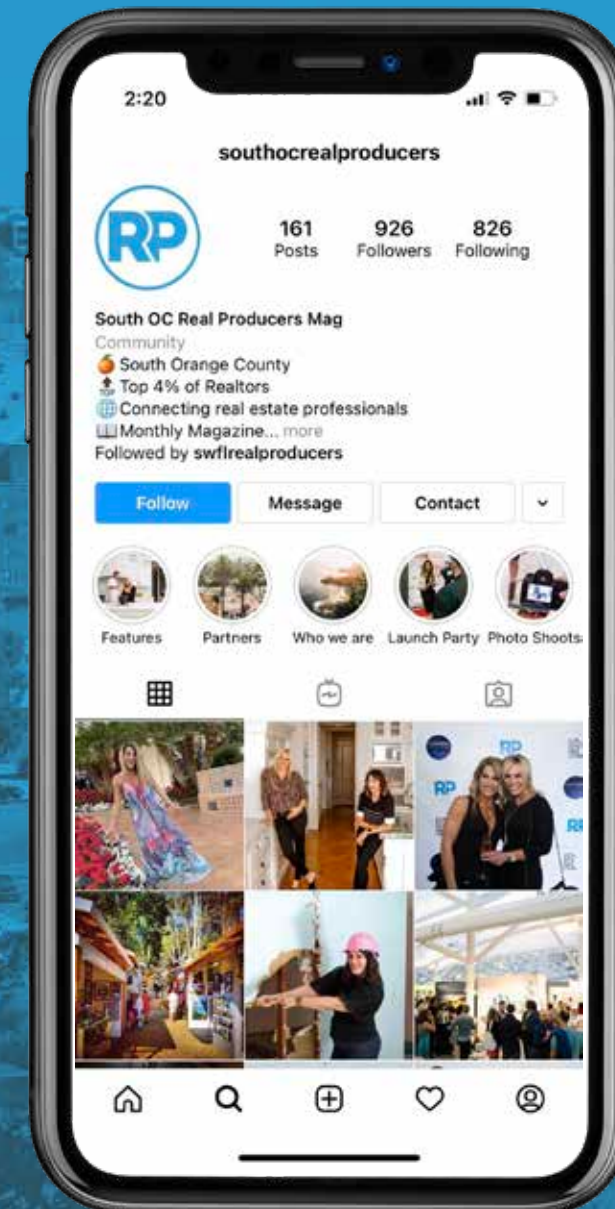 2:20
southocrealproducers
RP
161 926 826
Posts Followers Following
South OC Real Producers Mag
Community
South Orange County
TOP Top 4% of Realtors
Connecting real estate professionals
Monthly Magazine... more
Followed by swflrealproducers
Follow Message Contact
Features Partners Who we are Launch Party Photo Shoots
RP
RP